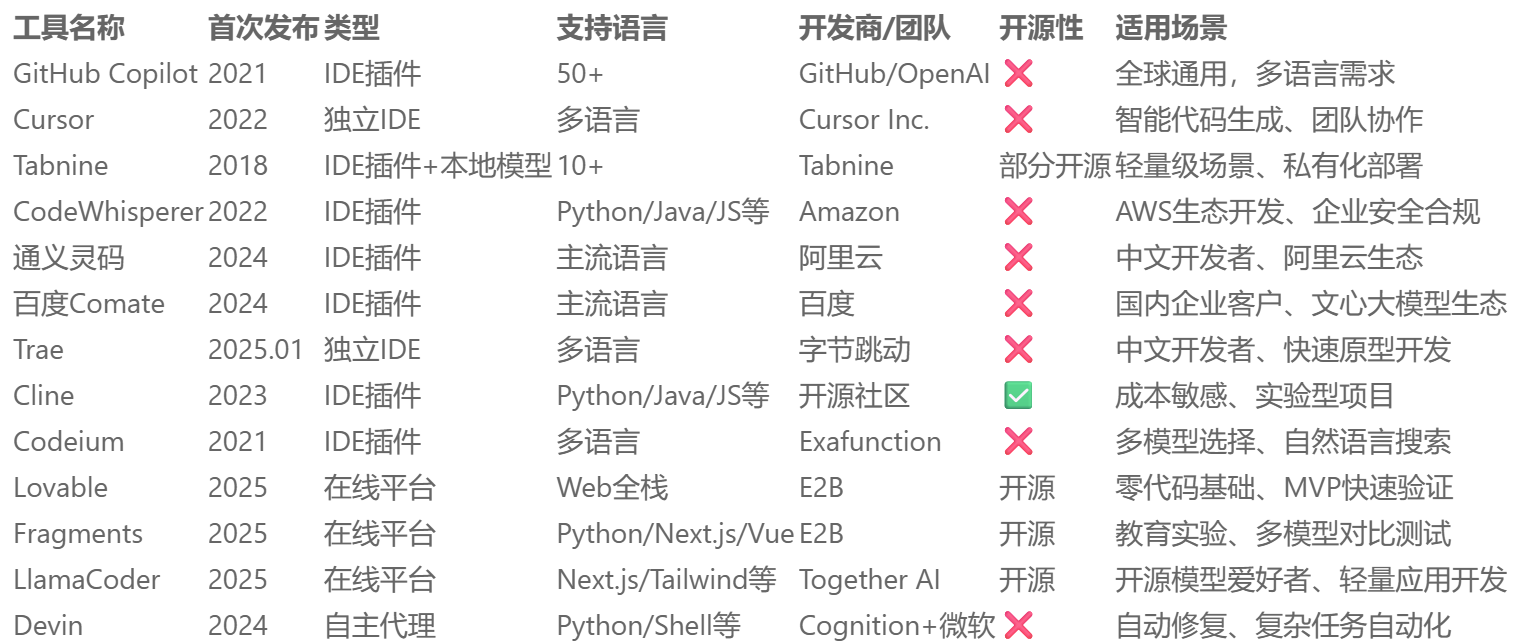 工具名称 首次发布 类型 支持语言 开发商/团队 开源性 适用场景
GitHub Copilot 2021 IDE插件 50+ GitHub/OpenAI ❌ 全球通用，多语言需求
Cursor 2022 独立IDE 多语言 Cursor Inc. ❌ 智能代码生成、团队协作
Tabnine 2018 IDE插件+本地模型 10+ Tabnine 部分开源 轻量级场景、私有化部署
CodeWhisperer 2022 IDE插件 Python/Java/JS等 Amazon ❌ AWS生态开发、企业安全合规
通义灵码 2024 IDE插件 主流语言 阿里云 ❌ 中文开发者、阿里云生态
百度Comate 2024 IDE插件 主流语言 百度 ❌ 国内企业客户、文心大模型生态
Trae 2025.01 独立IDE 多语言 字节跳动 ❌ 中文开发者、快速原型开发
Cline 2023 IDE插件 Python/Java/JS等 开源社区 ✅ 成本敏感、实验型项目
Codeium 2021 IDE插件 多语言 Exafunction ❌ 多模型选择、自然语言搜索
Lovable 2025 在线平台 Web全栈 E2B 开源 零代码基础、MVP快速验证
Fragments 2025 在线平台 Python/Next.js/Vue E2B 开源 教育实验、多模型对比测试
LlamaCoder 2025 在线平台 Next.js/Tailwind等 Together AI 开源 开源模型爱好者、轻量应用开发
Devin 2024 自主代理 Python/Shell等 Cognition+微软 ❌ 自动修复、复杂任务自动化